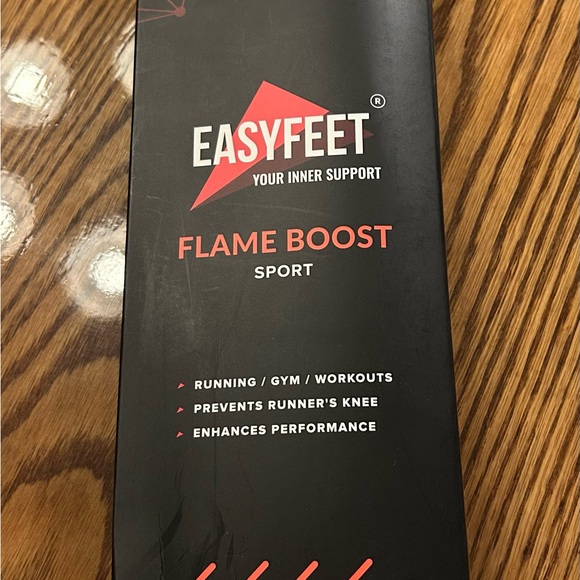 ®
EASYFEET
YOUR INNER SUPPORT
FLAME BOOST
SPORT
RUNNING / GYM / WORKOUTS
PREVENTS RUNNER'S KNEE
ENHANCES PERFORMANCE